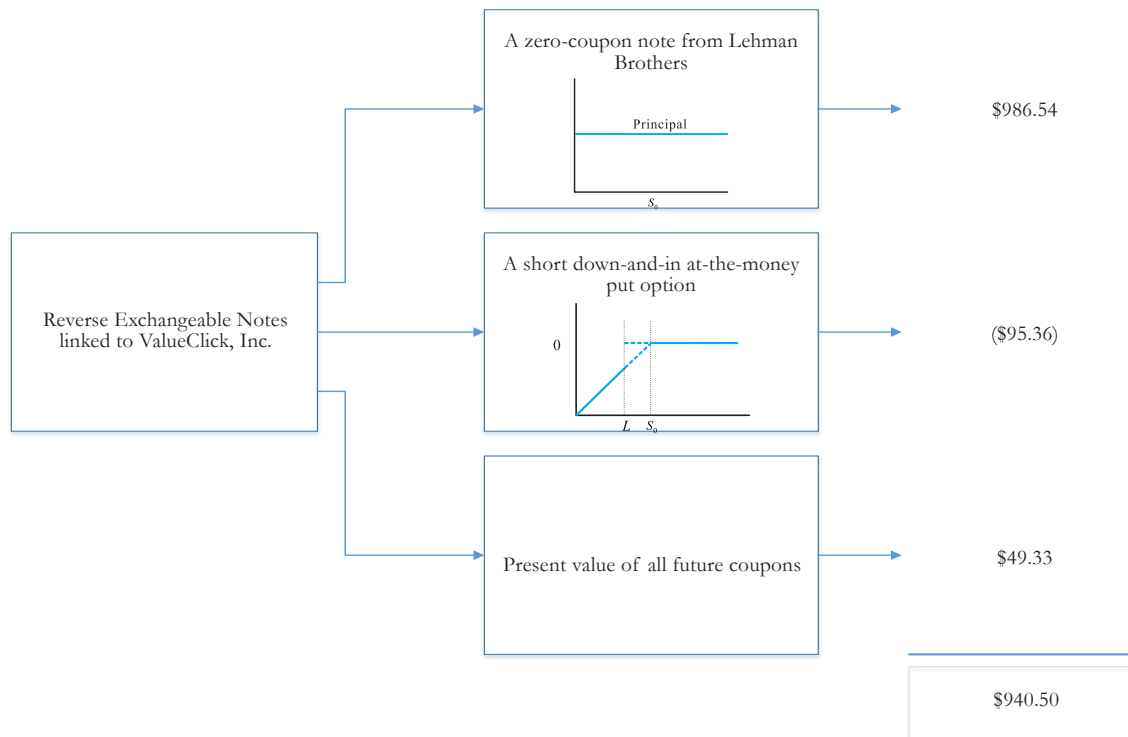 A zero-coupon note from Lehman
Brothers
Principal
S₀
$986.54
Reverse Exchangeable Notes
linked to ValueClick, Inc.
A short down-and-in at-the-money
put option
0
L S₀
($95.36)
Present value of all future coupons
$49.33
$940.50